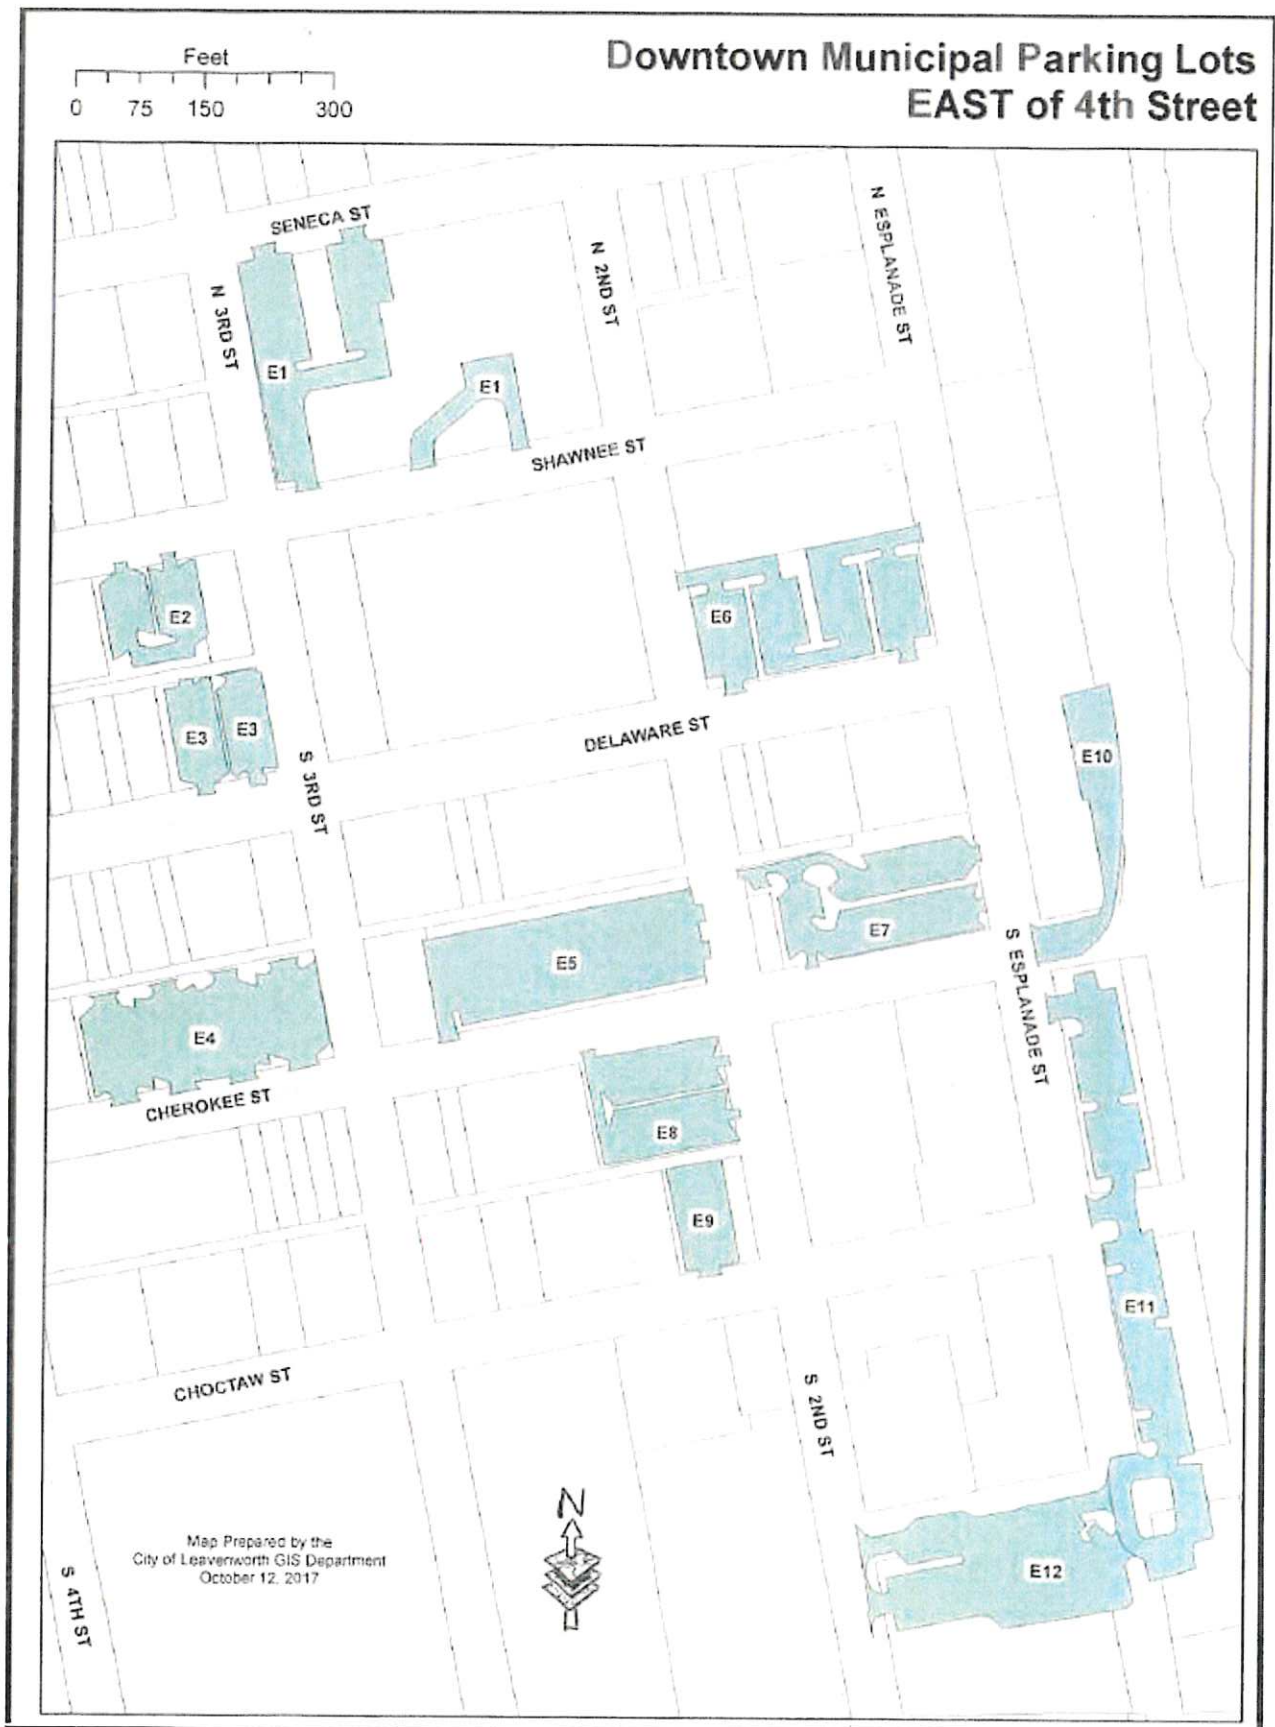 Feet
0 75 150 300
Downtown Municipal Parking Lots
EAST of 4th Street
SENECA ST
N 3RD ST
N 2ND ST
N ESPLANADE ST
E1
E1
SHAWNEE ST
E2
E6
E3
E3
DELAWARE ST
E10
S 3RD ST
E7
E5
S ESPLANADE ST
E4
CHEROKEE ST
E8
E9
E11
CHOCTAW ST
S 2ND ST
N
Map Prepared by the
City of Leavenworth GIS Department
October 12, 2017
E12
S 4TH ST